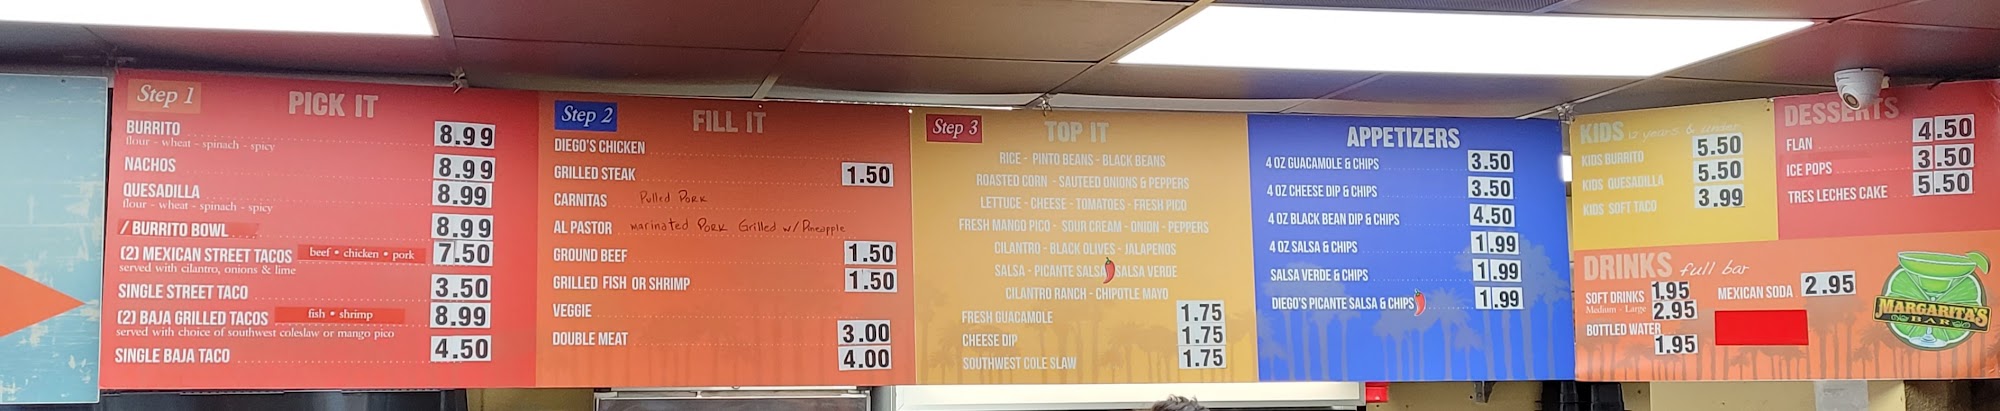 Step 1
PICK IT
BURRITO 8.99
flour - wheat - spinach - spicy
NACHOS 8.99
QUESADILLA 8.99
flour - wheat - spinach - spicy
/ BURRITO BOWL 8.99
(2) MEXICAN STREET TACOS beef • chicken • pork 7.50
served with cilantro, onions & lime
SINGLE STREET TACO 3.50
(2) BAJA GRILLED TACOS fish • shrimp 8.99
served with choice of southwest coleslaw or mango pico
SINGLE BAJA TACO 4.50
Step 2
FILL IT
DIEGO'S CHICKEN
GRILLED STEAK 1.50
CARNITAS Pulled Pork
AL PASTOR marinated Pork Grilled w/ Pineapple
GROUND BEEF 1.50
GRILLED FISH OR SHRIMP 1.50
VEGGIE
DOUBLE MEAT 3.00
4.00
Step 3
TOP IT
RICE - PINTO BEANS - BLACK BEANS
ROASTED CORN - SAUTEED ONIONS & PEPPERS
LETTUCE - CHEESE - TOMATOES - FRESH PICO
FRESH MANGO PICO - SOUR CREAM - ONION - PEPPERS
CILANTRO - BLACK OLIVES - JALAPENOS
SALSA - PICANTE SALSA SALSA VERDE
CILANTRO RANCH - CHIPOTLE MAYO
FRESH GUACAMOLE 1.75
CHEESE DIP 1.75
SOUTHWEST COLE SLAW 1.75
APPETIZERS
4 OZ GUACAMOLE & CHIPS 3.50
4 OZ CHEESE DIP & CHIPS 3.50
4 OZ BLACK BEAN DIP & CHIPS 4.50
4 OZ SALSA & CHIPS 1.99
SALSA VERDE & CHIPS 1.99
DIEGO'S PICANTE SALSA & CHIPS 1.99
KIDS 12 years & under
KIDS BURRITO 5.50
KIDS QUESADILLA 5.50
KIDS SOFT TACO 3.99
DESSERTS
FLAN 4.50
ICE POPS 3.50
TRES LECHES CAKE 5.50
DRINKS full bar
SOFT DRINKS 1.95
Medium - Large 2.95
BOTTLED WATER
1.95
MEXICAN SODA 2.95
MARGARITA'S
BAR